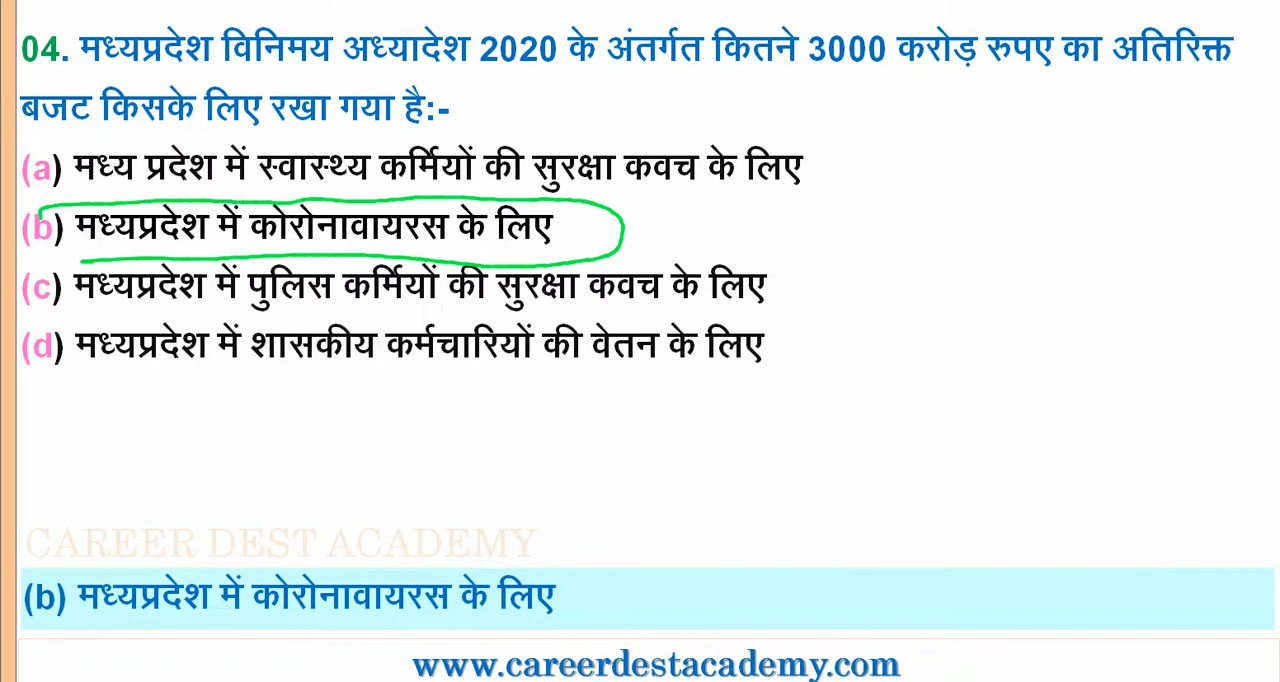 04. मध्यप्रदेश विनिमय अध्यादेश 2020 के अंतर्गत कितने 3000 करोड़ रुपए का अतिरिक्त
बजट किसके लिए रखा गया है:-
(a) मध्य प्रदेश में स्वास्थ्य कर्मियों की सुरक्षा कवच के लिए
(b) मध्यप्रदेश में कोरोनावायरस के लिए
(c) मध्यप्रदेश में पुलिस कर्मियों की सुरक्षा कवच के लिए
(d) मध्यप्रदेश में शासकीय कर्मचारियों की वेतन के लिए
CAREER DEST ACADEMY
(b) मध्यप्रदेश में कोरोनावायरस के लिए
www.careerdestacademy.com